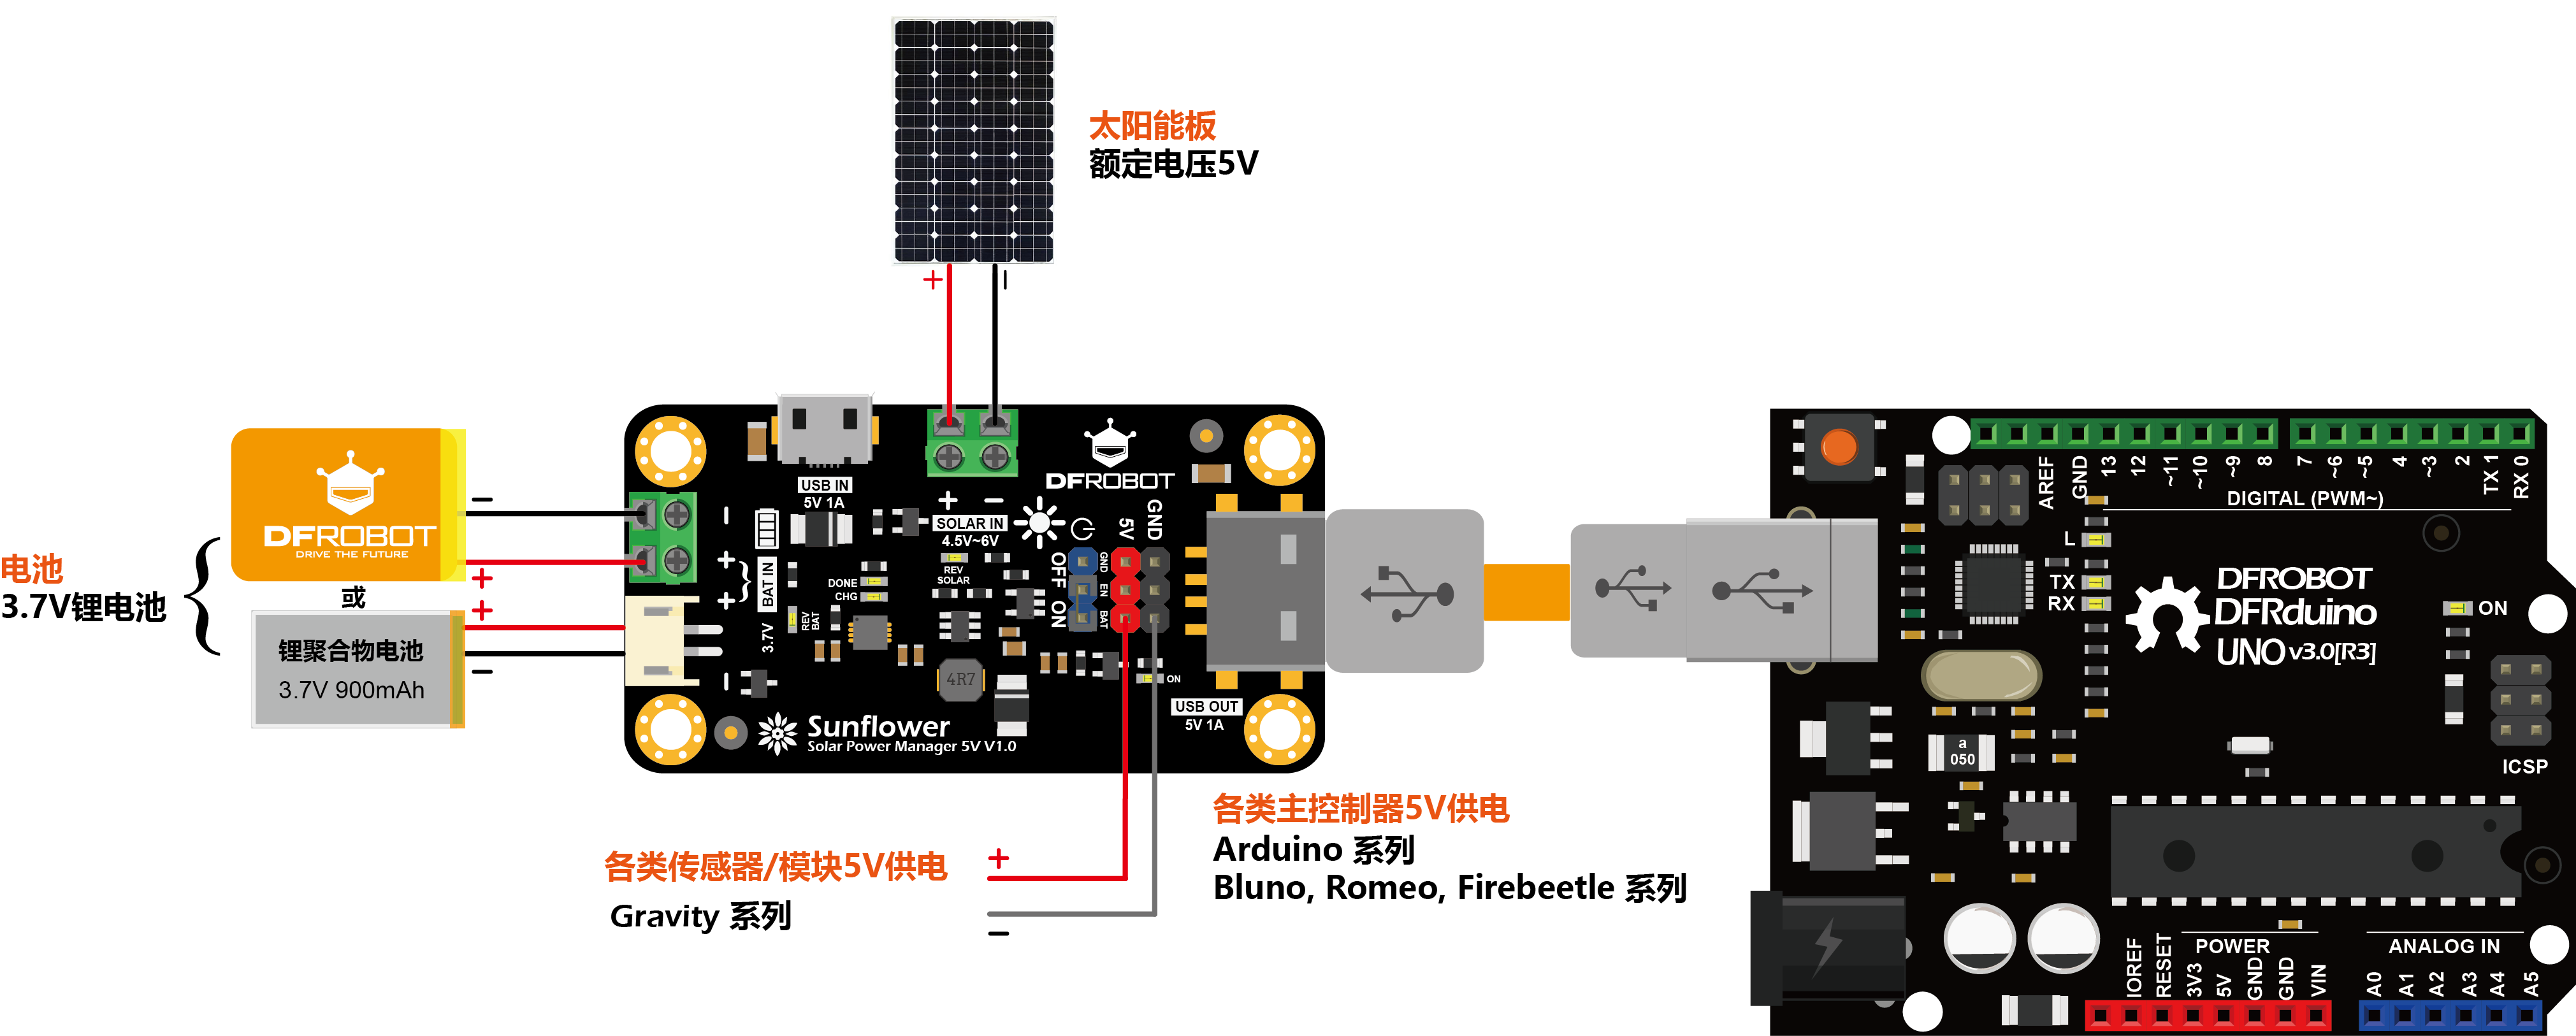 太阳能板
额定电压5V
+
−
DFROBOT
DRIVE THE FUTURE
−
+
电池
3.7V锂电池
或
+
−
锂聚合物电池
3.7V 900mAh
USB IN
5V 1A
+ −
SOLAR IN
4.5V~6V
REV
SOLAR
DFROBOT
5V
GND
OFF
ON
GND
EN
BAT
−
+
+
−
BAT IN
3.7V
REV
BAT
DONE
CHG
4R7
ON
USB OUT
5V 1A
Sunflower
Solar Power Manager 5V V1.0
各类传感器/模块5V供电
Gravity 系列
+
−
各类主控制器5V供电
Arduino 系列
Bluno, Romeo, Firebeetle 系列
AREF
GND
13
12
~11
~10
~9
8
7
~6
~5
4
~3
2
TX 1
RX 0
DIGITAL (PWM~)
L
TX
RX
DFROBOT
DFRduino
UNO v3.0[R3]
ON
ICSP
a
050
POWER
ANALOG IN
IOREF
RESET
3V3
5V
GND
GND
VIN
A0
A1
A2
A3
A4
A5